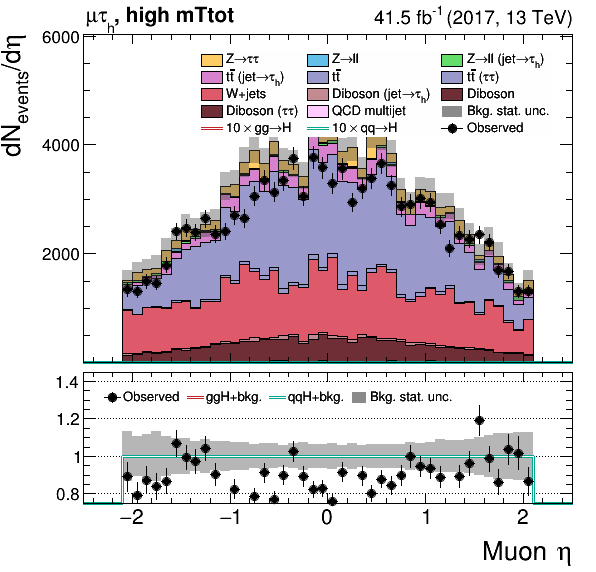 μτh, high mTtot 41.5 fb-1 (2017, 13 TeV)
dNevents/dη
6000
4000
2000
Z→ττ Z→ll Z→ll (jet→τh)
tt̄ (jet→τh) tt̄ tt̄ (ττ)
W+jets Diboson (jet→τh) Diboson
Diboson (ττ) QCD multijet Bkg. stat. unc.
10 × gg→H 10 × qq→H Observed
1.4
1.2
1
0.8
Observed ggH+bkg. qqH+bkg. Bkg. stat. unc.
−2 −1 0 1 2
Muon η